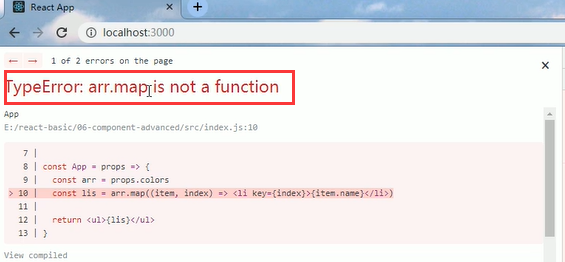 React App
localhost:3000
← → 1 of 2 errors on the page
TypeError: arr.map is not a function
App
E:/react-basic/06-component-advanced/src/index.js:10
7 |
8 | const App = props => {
9 |   const arr = props.colors
> 10 |   const lis = arr.map((item, index) => <li key={index}>{item.name}</li>)
11 |
12 |   return <ul>{lis}</ul>
13 | }
View compiled